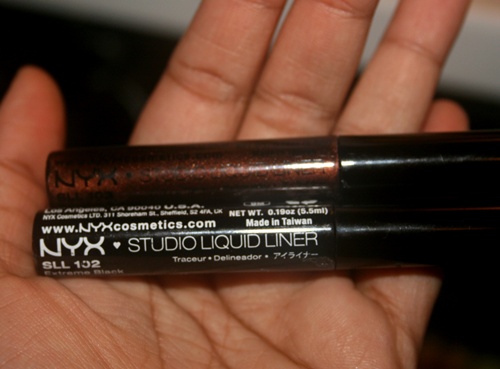 NYX
Los Angeles, CA 90040 U.S.A.
NYX Cosmetics LTD. 311 Shoreham St., Sheffield, S2 4FA, UK
NET WT. 0.19oz (5.5ml)
www.NYXcosmetics.com
Made in Taiwan
NYX ♥ STUDIO LIQUID LINER
SLL 102
Traceur • Delineador • アイライナー
Extreme Black